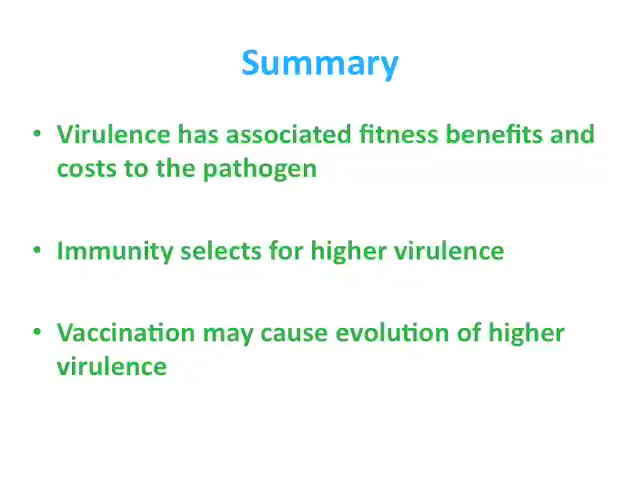 Summary
• Virulence has associated fitness benefits and
costs to the pathogen
• Immunity selects for higher virulence
• Vaccination may cause evolution of higher
virulence